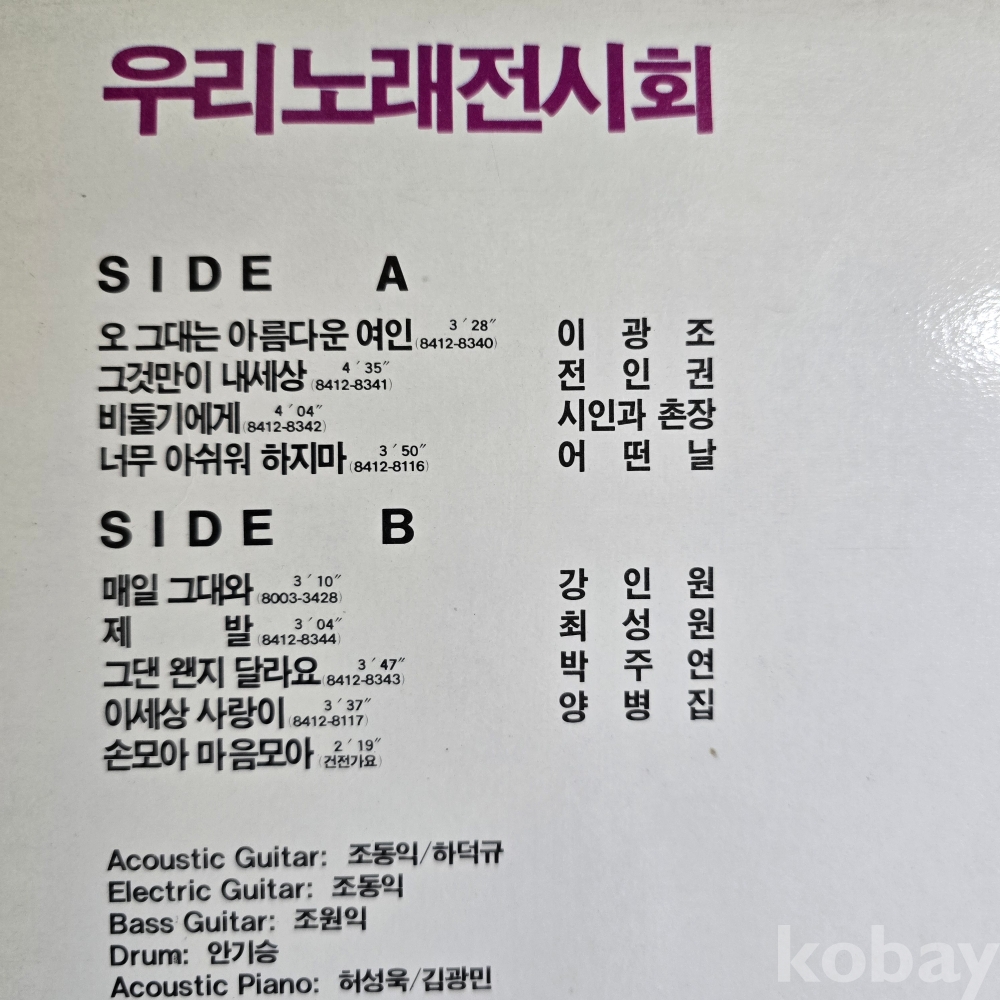 우리노래전시회
SIDE A
오 그대는 아름다운 여인 3´28″ (8412-8340) 이광조
그것만이 내세상 4´35″ (8412-8341) 전인권
비둘기에게 4´04″ (8412-8342) 시인과 촌장
너무 아쉬워 하지마 3´50″ (8412-8116) 어떤날
SIDE B
매일 그대와 3´10″ (8003-3428) 강인원
제발 3´04″ (8412-8344) 최성원
그댄 왠지 달라요 3´47″ (8412-8343) 박주연
이세상 사랑이 3´37″ (8412-8117) 양병집
손모아 마음모아 2´19″ (건전가요)
Acoustic Guitar: 조동익/하덕규
Electric Guitar: 조동익
Bass Guitar: 조원익
Drum: 안기승
Acoustic Piano: 허성욱/김광민
kobay